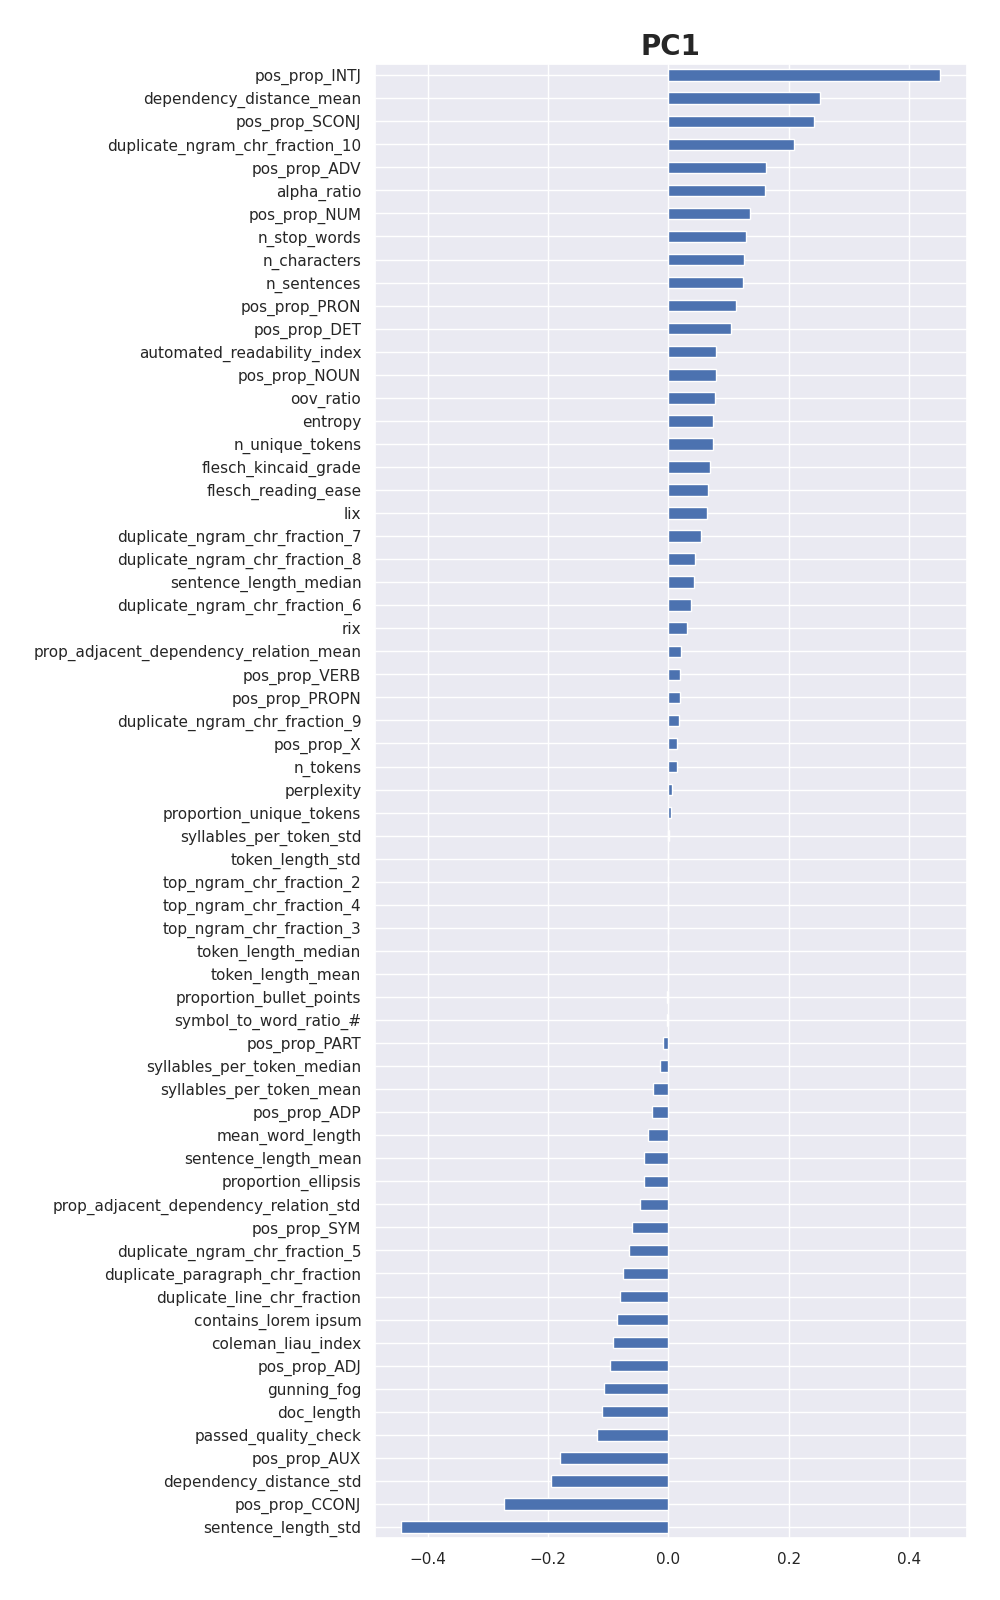 PC1
pos_prop_INTJ
dependency_distance_mean
pos_prop_SCONJ
duplicate_ngram_chr_fraction_10
pos_prop_ADV
alpha_ratio
pos_prop_NUM
n_stop_words
n_characters
n_sentences
pos_prop_PRON
pos_prop_DET
automated_readability_index
pos_prop_NOUN
oov_ratio
entropy
n_unique_tokens
flesch_kincaid_grade
flesch_reading_ease
lix
duplicate_ngram_chr_fraction_7
duplicate_ngram_chr_fraction_8
sentence_length_median
duplicate_ngram_chr_fraction_6
rix
prop_adjacent_dependency_relation_mean
pos_prop_VERB
pos_prop_PROPN
duplicate_ngram_chr_fraction_9
pos_prop_X
n_tokens
perplexity
proportion_unique_tokens
syllables_per_token_std
token_length_std
top_ngram_chr_fraction_2
top_ngram_chr_fraction_4
top_ngram_chr_fraction_3
token_length_median
token_length_mean
proportion_bullet_points
symbol_to_word_ratio_#
pos_prop_PART
syllables_per_token_median
syllables_per_token_mean
pos_prop_ADP
mean_word_length
sentence_length_mean
proportion_ellipsis
prop_adjacent_dependency_relation_std
pos_prop_SYM
duplicate_ngram_chr_fraction_5
duplicate_paragraph_chr_fraction
duplicate_line_chr_fraction
contains_lorem ipsum
coleman_liau_index
pos_prop_ADJ
gunning_fog
doc_length
passed_quality_check
pos_prop_AUX
dependency_distance_std
pos_prop_CCONJ
sentence_length_std
−0.4 −0.2 0.0 0.2 0.4